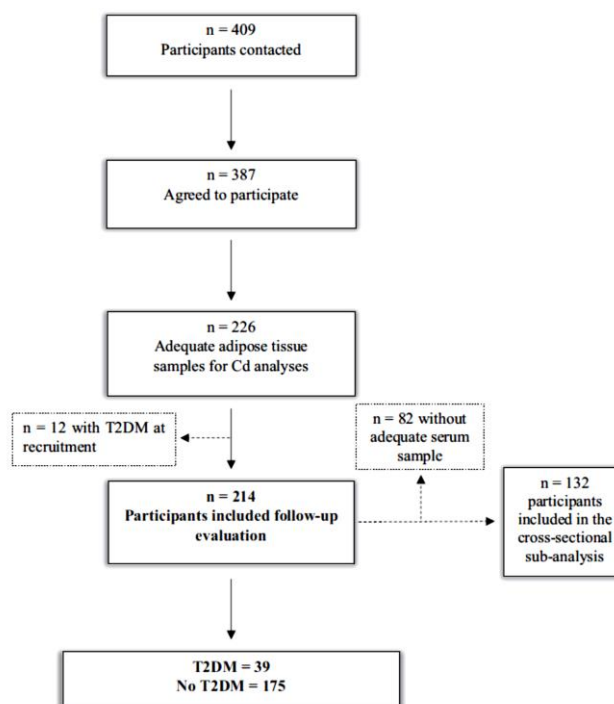 n = 409
Participants contacted
n = 387
Agreed to participate
n = 226
Adequate adipose tissue
samples for Cd analyses
n = 12 with T2DM at
recruitment
n = 82 without
adequate serum
sample
n = 214
Participants included follow-up
evaluation
n = 132
participants
included in the
cross-sectional
sub-analysis
T2DM = 39
No T2DM = 175